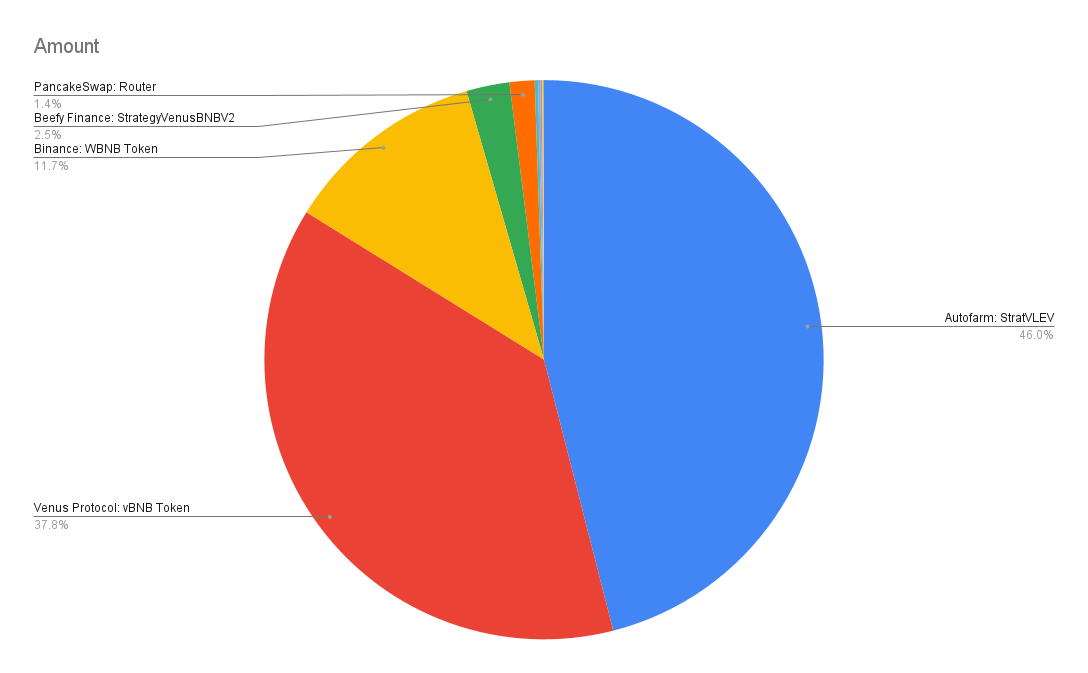 Amount
PancakeSwap: Router
1.4%
Beefy Finance: StrategyVenusBNBV2
2.5%
Binance: WBNB Token
11.7%
Autofarm: StratVLEV
46.0%
Venus Protocol: vBNB Token
37.8%